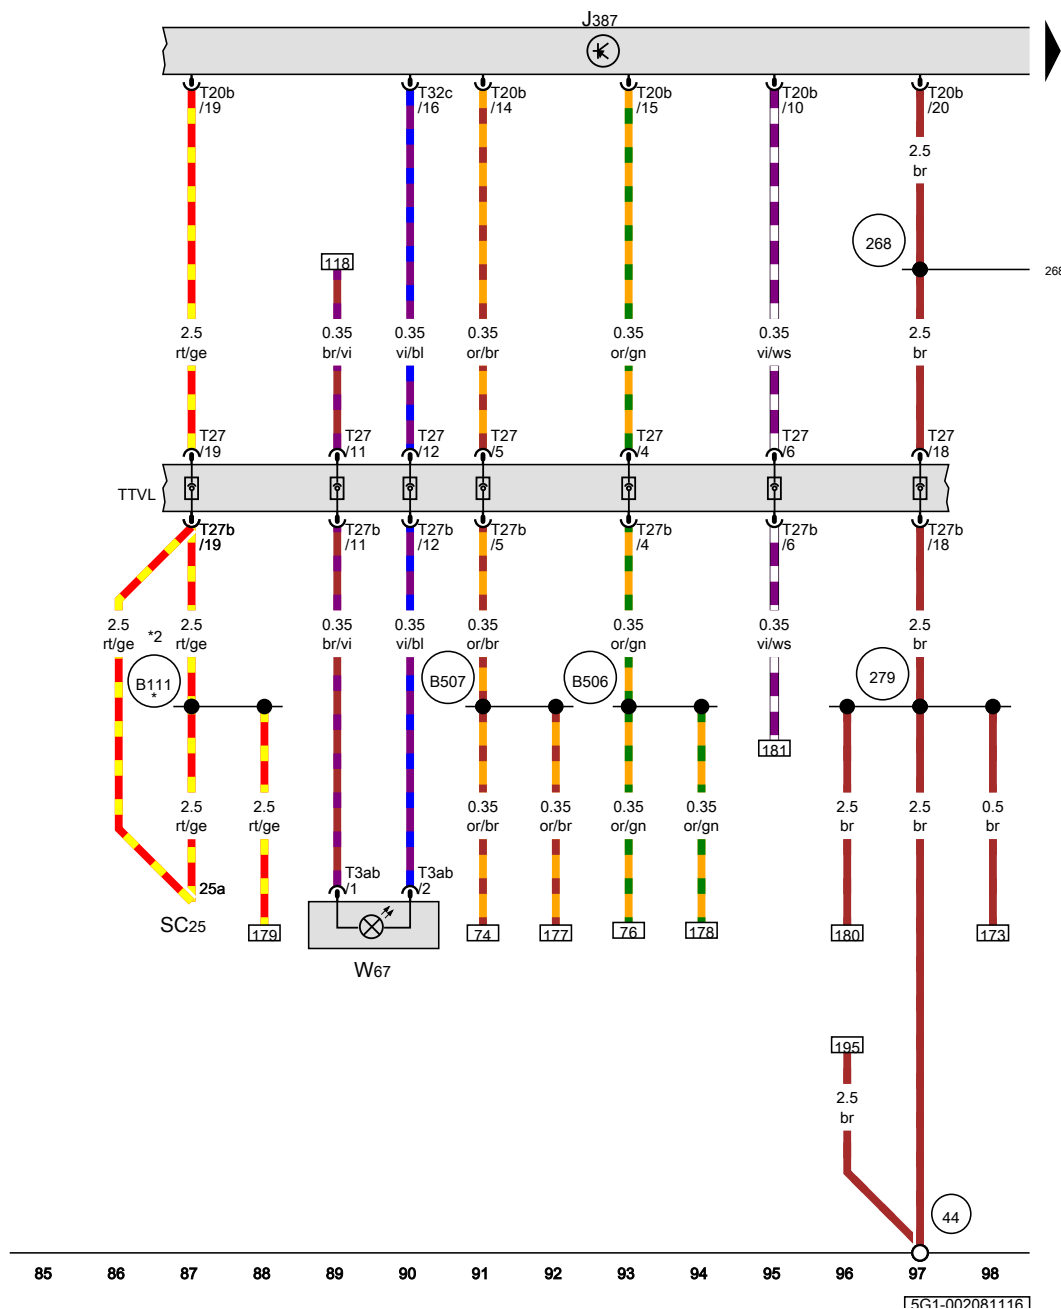 J387
T20b
/19
T32c
/16
T20b
/14
T20b
/15
T20b
/10
T20b
/20
2.5
br
268
268
118
2.5
rt/ge
0.35
br/vi
0.35
vi/bl
0.35
or/br
0.35
or/gn
0.35
vi/ws
2.5
br
T27
/19
T27
/11
T27
/12
T27
/5
T27
/4
T27
/6
T27
/18
TTVL
T27b
/19
T27b
/11
T27b
/12
T27b
/5
T27b
/4
T27b
/6
T27b
/18
2.5
rt/ge
*2
2.5
rt/ge
0.35
br/vi
0.35
vi/bl
0.35
or/br
0.35
or/gn
0.35
vi/ws
2.5
br
B111
*
B507
B506
279
181
2.5
rt/ge
2.5
rt/ge
0.35
or/br
0.35
or/br
0.35
or/gn
0.35
or/gn
2.5
br
2.5
br
0.5
br
25a
SC25
179
T3ab
/1
T3ab
/2
W67
74
177
76
178
180
173
195
2.5
br
44
85 86 87 88 89 90 91 92 93 94 95 96 97 98
5G1-002081116